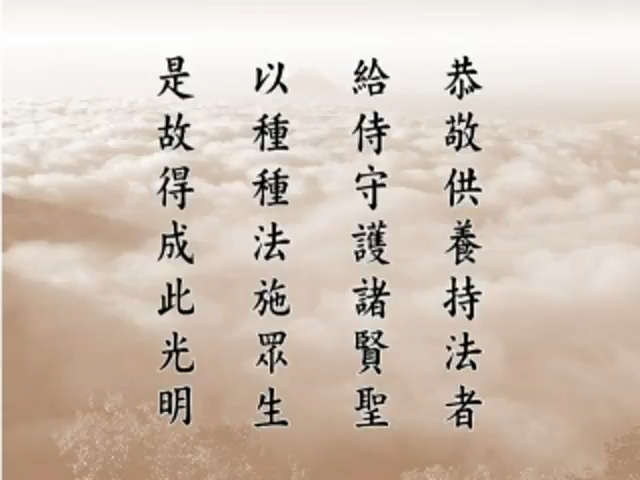 恭敬供養持法者
給侍守護諸賢聖
以種種法施眾生
是故得成此光明